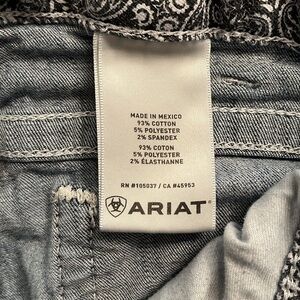 MADE IN MEXICO
93% COTTON
5% POLYESTER
2% SPANDEX
93% COTON
5% POLYESTER
2% ÉLASTHANNE
RN #105037 / CA #45953
ARIAT